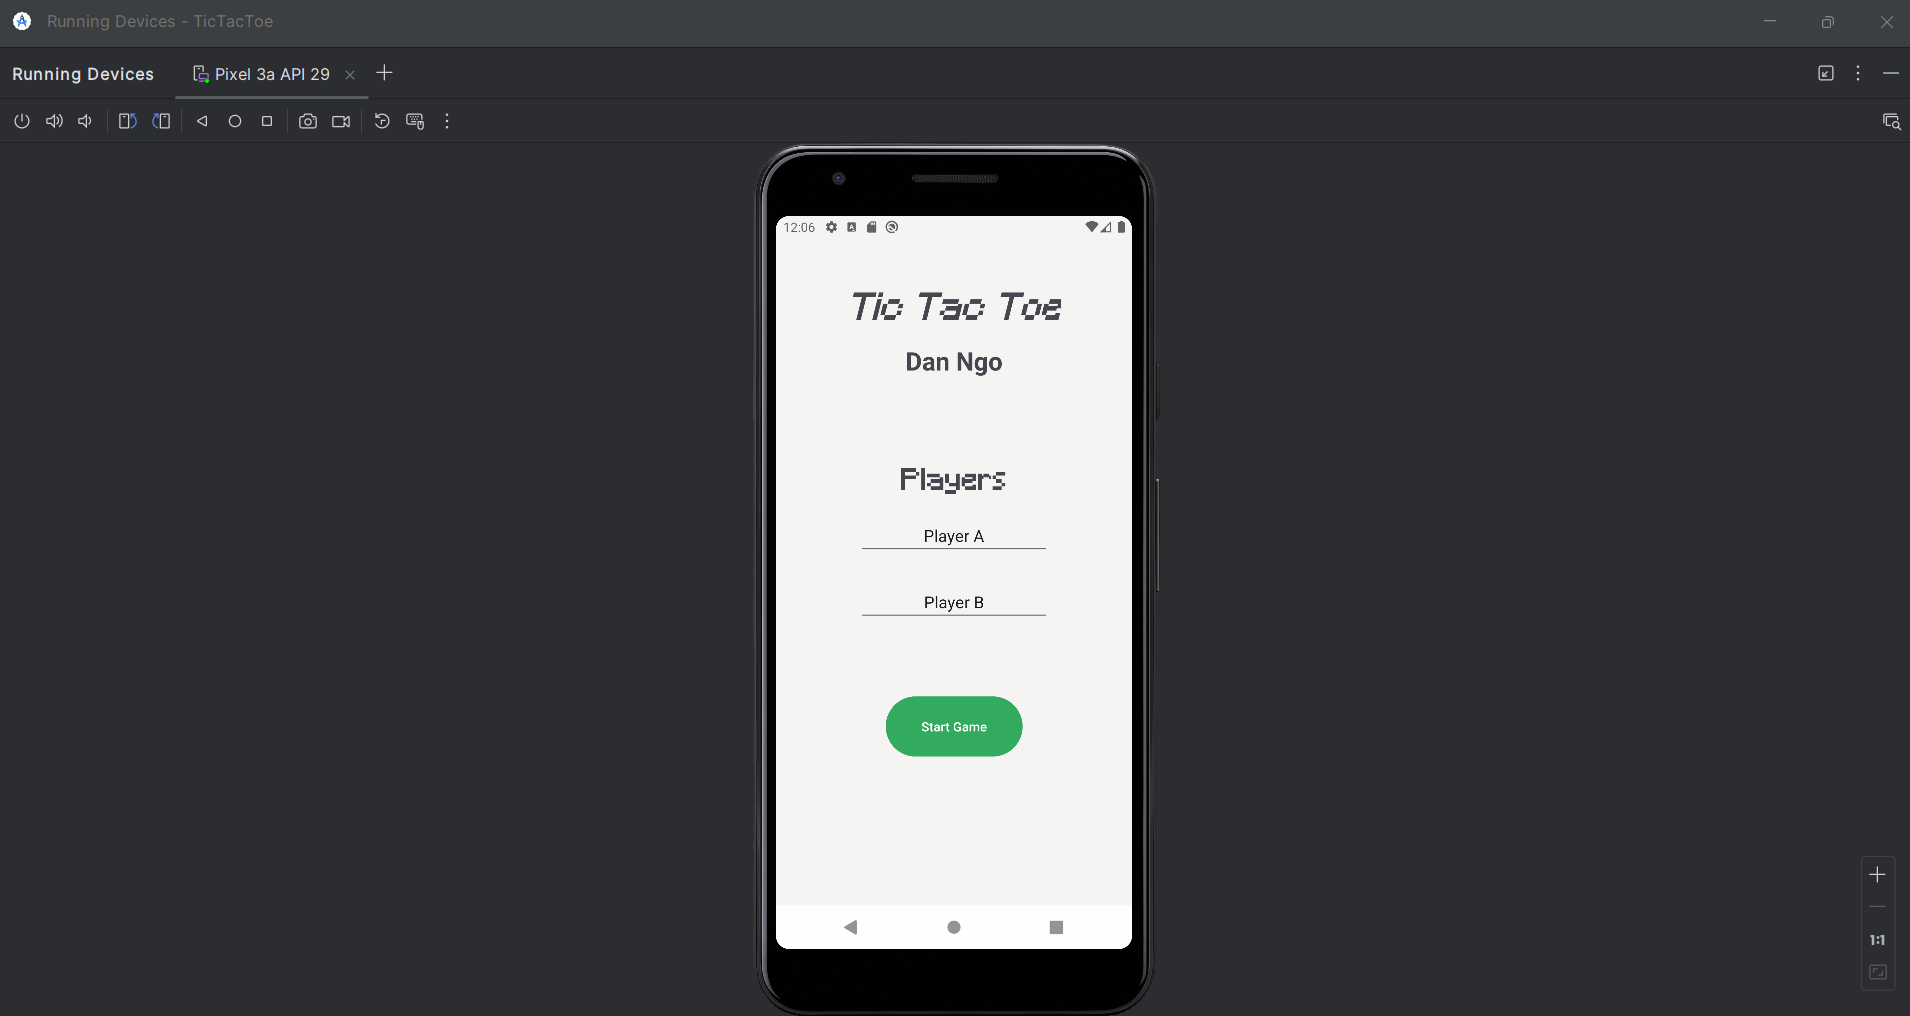 Running Devices - TicTacToe
Running Devices
Pixel 3a API 29
12:06
Tic Tac Toe
Dan Ngo
Players
Player A
Player B
Start Game
1:1